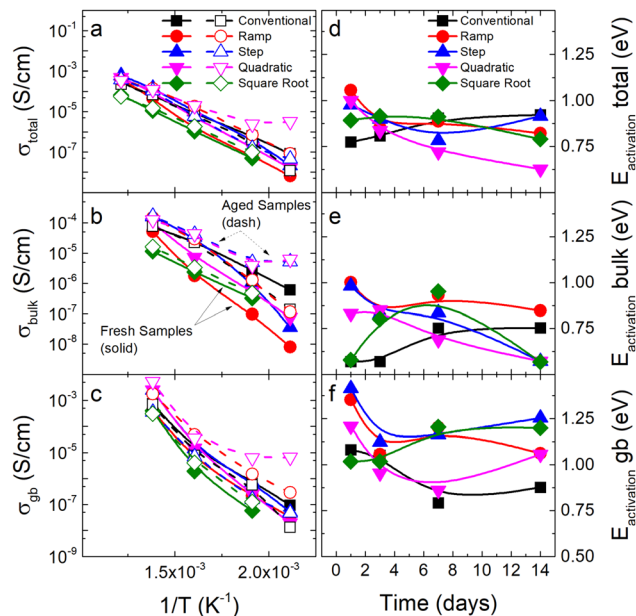 a
Conventional
Ramp
Step
Quadratic
Square Root
10⁻¹
10⁻³
10⁻⁵
10⁻⁷
σtotal (S/cm)
b
Aged Samples
(dash)
Fresh Samples
(solid)
10⁻⁴
10⁻⁵
10⁻⁶
10⁻⁷
10⁻⁸
σbulk (S/cm)
c
10⁻³
10⁻⁵
10⁻⁷
10⁻⁹
σgb (S/cm)
1.50x10⁻³ 2.00x10⁻³
1/T (K⁻¹)
d
Conventional
Ramp
Step
Quadratic
Square Root
1.25
1.00
0.75
Eactivation total (eV)
e
1.25
1.00
0.75
Eactivation bulk (eV)
f
1.25
1.00
0.75
0.50
Eactivation gb (eV)
0 2 4 6 8 10 12 14
Time (days)